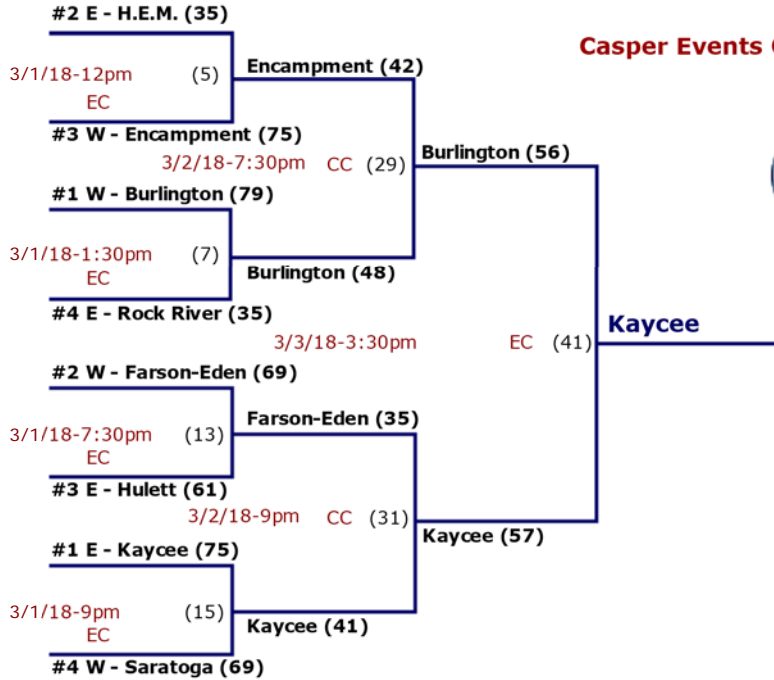 #2 E - H.E.M. (35)
Casper Events
3/1/18-12pm (5) Encampment (42)
EC
#3 W - Encampment (75)
3/2/18-7:30pm CC (29) Burlington (56)
#1 W - Burlington (79)
3/1/18-1:30pm (7)
EC Burlington (48)
#4 E - Rock River (35)
Kaycee
3/3/18-3:30pm EC (41)
#2 W - Farson-Eden (69)
Farson-Eden (35)
3/1/18-7:30pm (13)
EC
#3 E - Hulett (61)
3/2/18-9pm CC (31)
Kaycee (57)
#1 E - Kaycee (75)
3/1/18-9pm (15)
EC Kaycee (41)
#4 W - Saratoga (69)